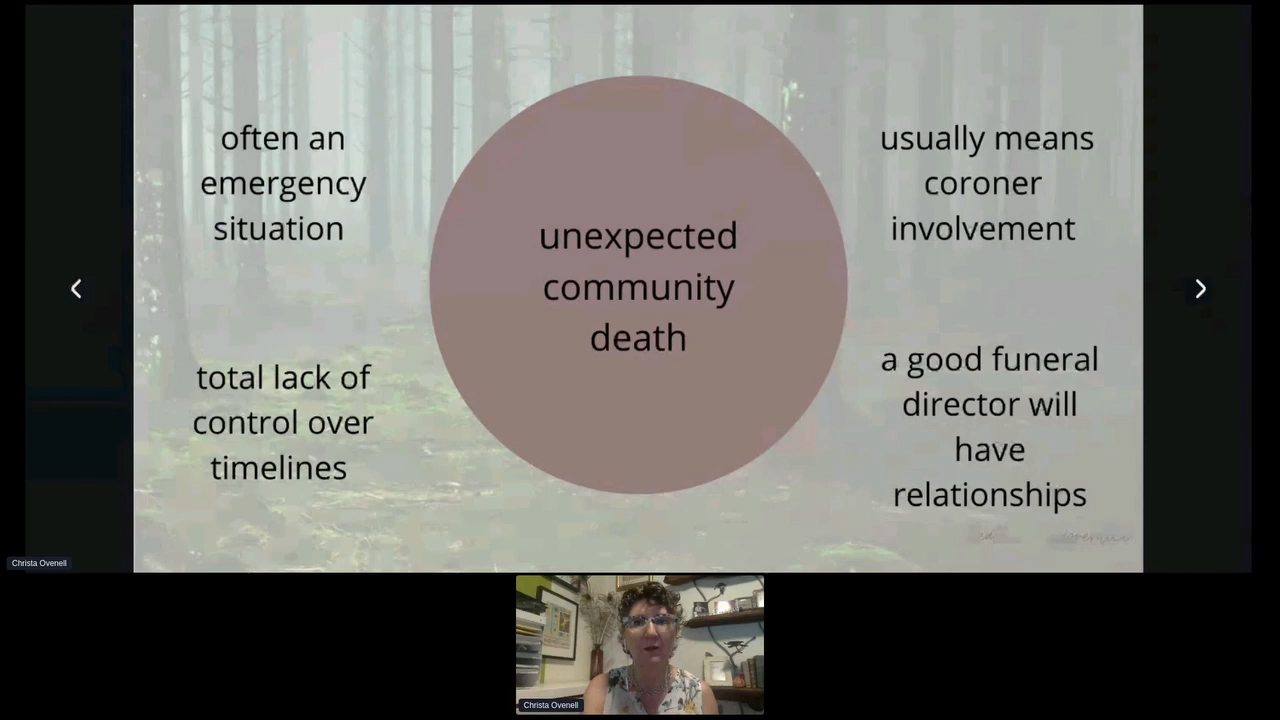 often an
emergency
situation
total lack of
control over
timelines
unexpected
community
death
usually means
coroner
involvement
a good funeral
director will
have
relationships
Christa Ovenell
Christa Ovenell